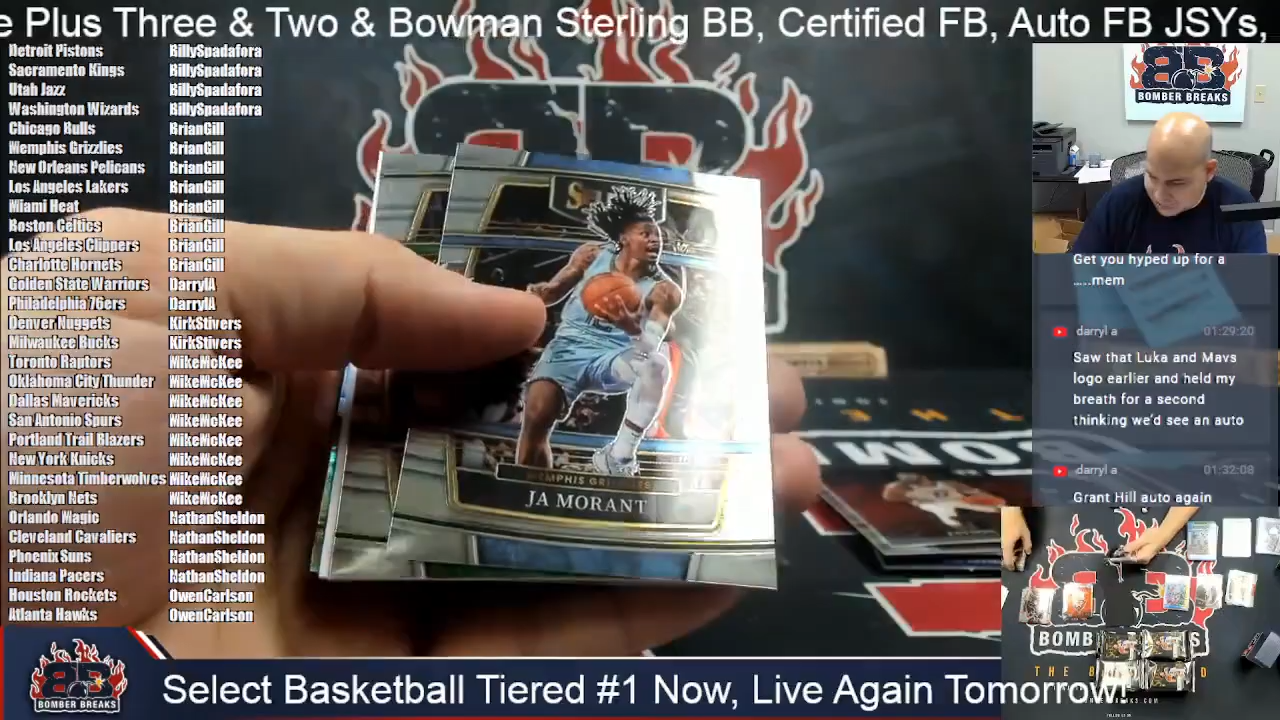 e Plus Three & Two & Bowman Sterling BB, Certified FB, Auto FB JSYs,
Detroit Pistons BillySpadafora
Sacramento Kings BillySpadafora
Utah Jazz BillySpadafora
Washington Wizards BillySpadafora
Chicago Bulls BrianGill
Memphis Grizzlies BrianGill
New Orleans Pelicans BrianGill
Los Angeles Lakers BrianGill
Miami Heat BrianGill
Boston Celtics BrianGill
Los Angeles Clippers BrianGill
Charlotte Hornets BrianGill
Golden State Warriors DarrylA
Philadelphia 76ers DarrylA
Denver Nuggets KirkStivers
Milwaukee Bucks KirkStivers
Toronto Raptors MikeMcKee
Oklahoma City Thunder MikeMcKee
Dallas Mavericks MikeMcKee
San Antonio Spurs MikeMcKee
Portland Trail Blazers MikeMcKee
New York Knicks MikeMcKee
Minnesota Timberwolves MikeMcKee
Brooklyn Nets MikeMcKee
Orlando Magic NathanSheldon
Cleveland Cavaliers NathanSheldon
Phoenix Suns NathanSheldon
Indiana Pacers NathanSheldon
Houston Rockets OwenCarlson
Atlanta Hawks OwenCarlson
MEMPHIS GRIZZLIES
JA MORANT
BB
BOMBER BREAKS
Get you hyped up for a
.....mem
darryl a 01:29:20
Saw that Luka and Mavs
logo earlier and held my
breath for a second
thinking we'd see an auto
darryl a 01:32:08
Grant Hill auto again
BOMB
BB
BOMBER BREAKS
Select Basketball Tiered #1 Now, Live Again Tomorrow!